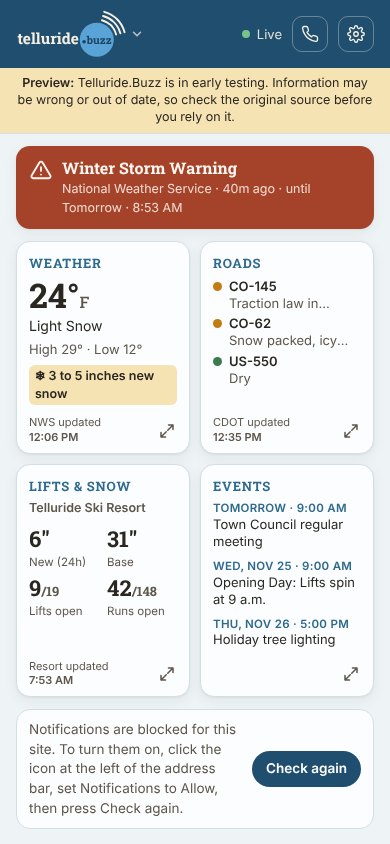 telluride.buzz
Live
Preview: Telluride.Buzz is in early testing. Information may
be wrong or out of date, so check the original source before
you rely on it.
Winter Storm Warning
National Weather Service · 40m ago · until
Tomorrow · 8:53 AM
WEATHER
24°F
Light Snow
High 29° · Low 12°
❄ 3 to 5 inches new
snow
NWS updated
12:06 PM
ROADS
CO-145
Traction law in...
CO-62
Snow packed, icy...
US-550
Dry
CDOT updated
12:35 PM
LIFTS & SNOW
Telluride Ski Resort
6" 31"
New (24h) Base
9/19 42/148
Lifts open Runs open
Resort updated
7:53 AM
EVENTS
TOMORROW · 9:00 AM
Town Council regular
meeting
WED, NOV 25 · 9:00 AM
Opening Day: Lifts spin
at 9 a.m.
THU, NOV 26 · 5:00 PM
Holiday tree lighting
Notifications are blocked for this
site. To turn them on, click the
icon at the left of the address
bar, set Notifications to Allow,
then press Check again.
Check again